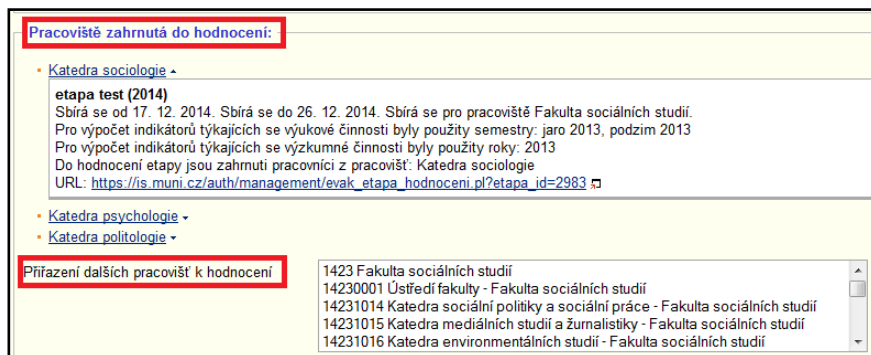 Pracoviště zahrnutá do hodnocení:
Katedra sociologie
etapa test (2014)
Sbírá se od 17. 12. 2014. Sbírá se do 26. 12. 2014. Sbírá se pro pracoviště Fakulta sociálních studií.
Pro výpočet indikátorů týkajících se výukové činnosti byly použity semestry: jaro 2013, podzim 2013
Pro výpočet indikátorů týkajících se výzkumné činnosti byly použity roky: 2013
Do hodnocení etapy jsou zahrnuti pracovníci z pracovišť: Katedra sociologie
URL: https://is.muni.cz/auth/management/evak_etapa_hodnoceni.pl?etapa_id=2983
Katedra psychologie
Katedra politologie
Přiřazení dalších pracovišť k hodnocení
1423 Fakulta sociálních studií
14230001 Ústředí fakulty - Fakulta sociálních studií
14231014 Katedra sociální politiky a sociální práce - Fakulta sociálních studií
14231015 Katedra mediálních studií a žurnalistiky - Fakulta sociálních studií
14231016 Katedra environmentálních studií - Fakulta sociálních studií